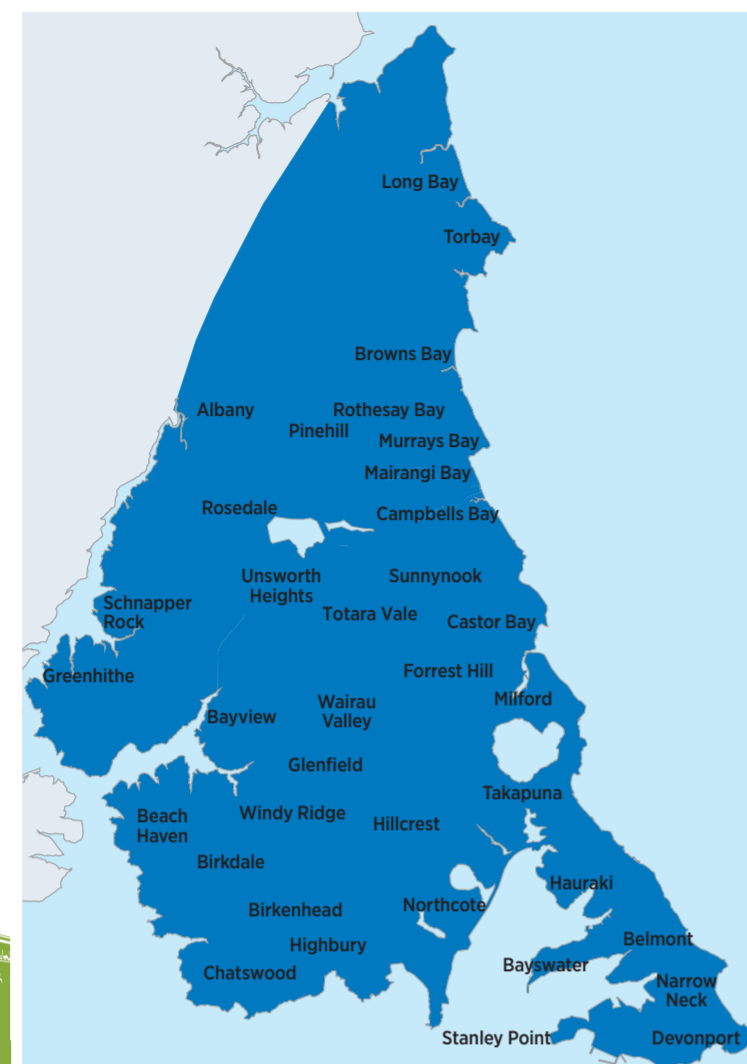 Long Bay
Torbay
Browns Bay
Albany
Rothesay Bay
Pinehill
Murrays Bay
Mairangi Bay
Rosedale
Campbells Bay
Unsworth
Heights
Sunnynook
Schnapper
Rock
Totara Vale
Castor Bay
Greenhithe
Forrest Hill
Milford
Bayview
Wairau
Valley
Glenfield
Takapuna
Beach
Haven
Windy Ridge
Hillcrest
Birkdale
Hauraki
Birkenhead
Northcote
Highbury
Belmont
Chatswood
Bayswater
Narrow
Neck
Stanley Point
Devonport